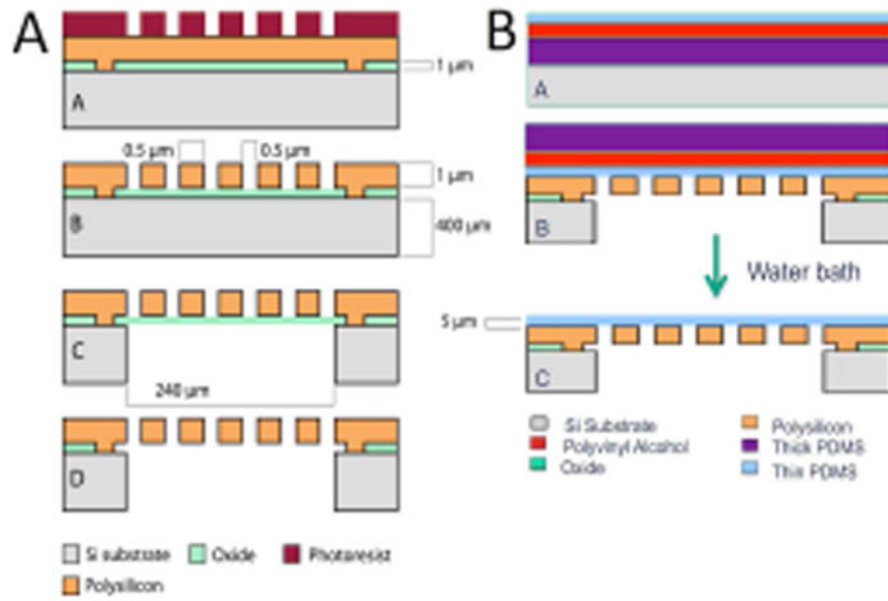 A
A
1 µm
0.5 µm 0.5 µm
1 µm
B
400 µm
C
240 µm
D
Si substrate Oxide Photoresist
Polysilicon
B
A
B
Water bath
5 µm
C
Si Substrate
Polyvinyl Alcohol
Oxide
Polysilicon
Thick PDMS
Thin PDMS